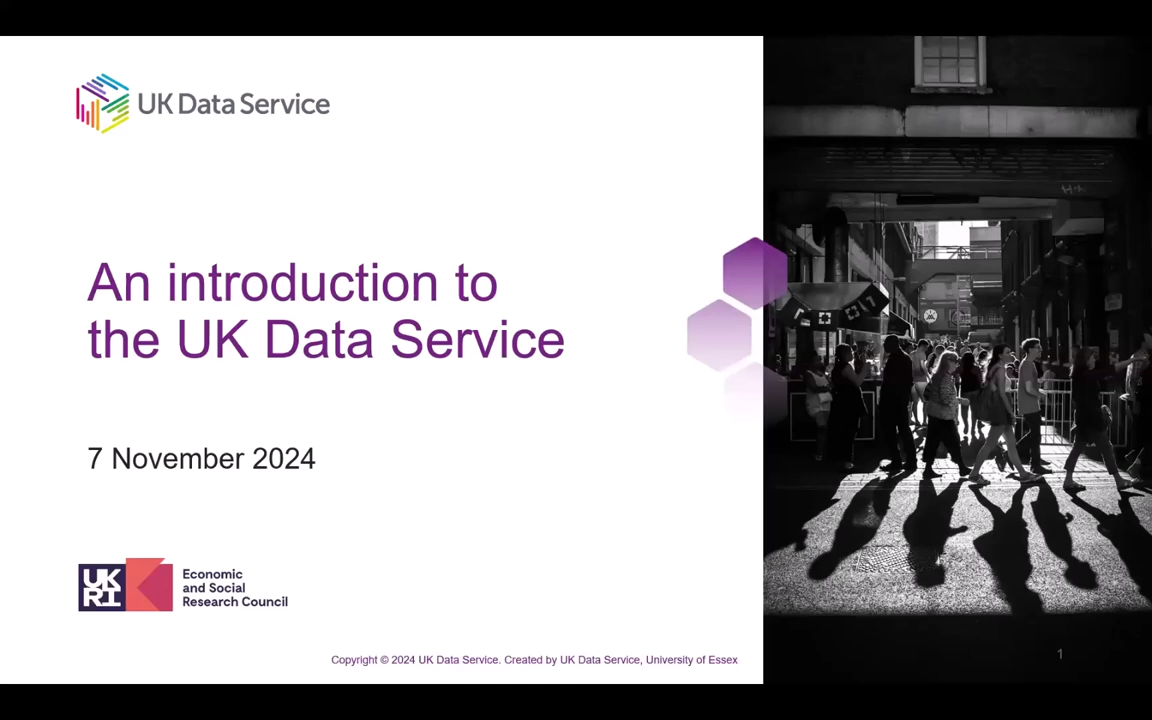 UK Data Service
An introduction to
the UK Data Service
7 November 2024
UK
RI
Economic
and Social
Research Council
Copyright © 2024 UK Data Service. Created by UK Data Service, University of Essex
1